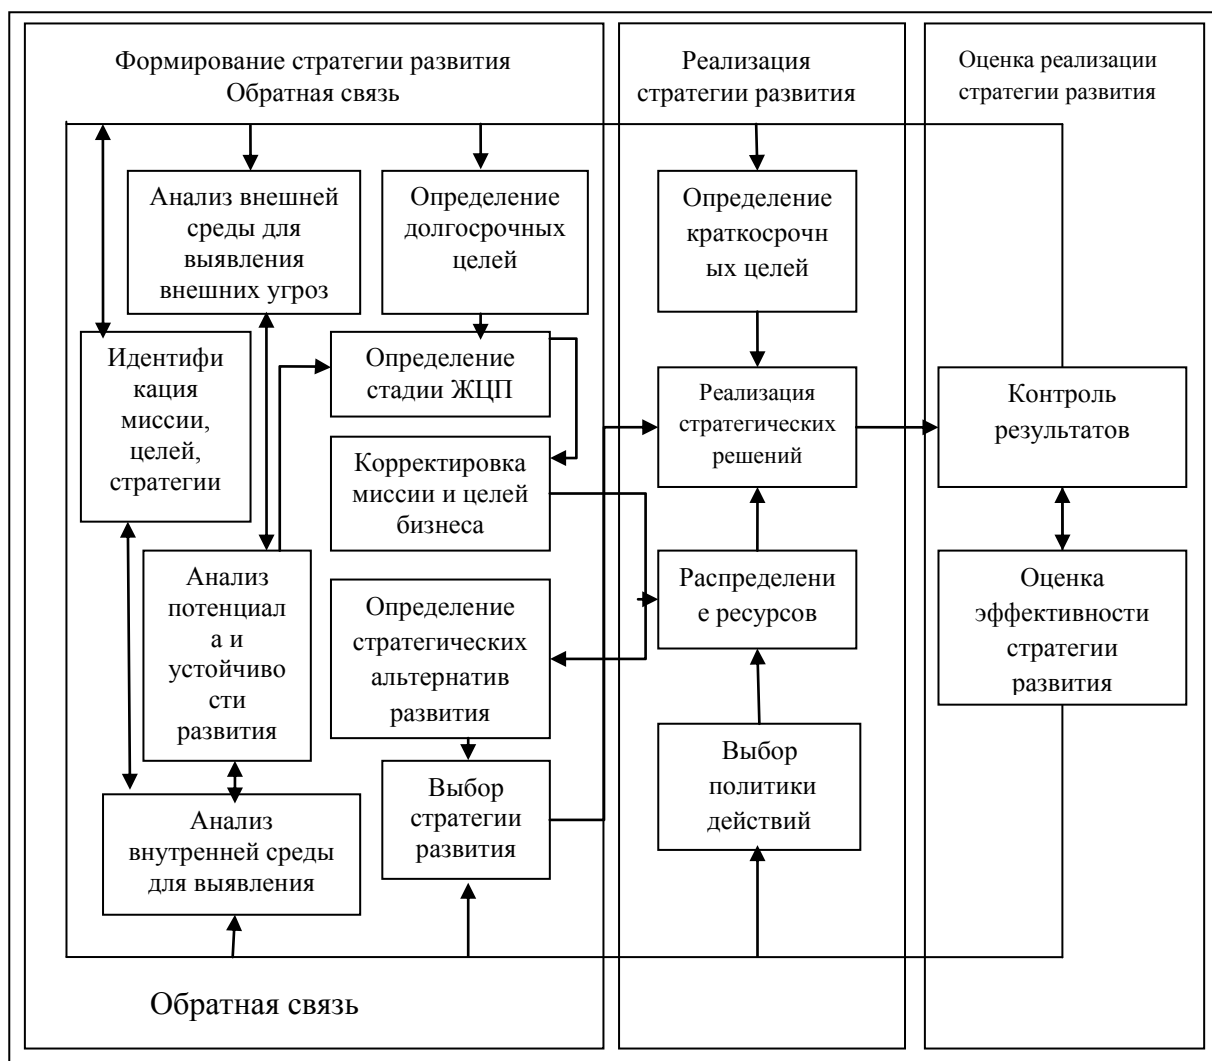 Формирование стратегии развития
Обратная связь
Реализация
стратегии развития
Оценка реализации
стратегии развития
Анализ внешней
среды для
выявления
внешних угроз
Определение
долгосрочных
целей
Определение
краткосрочн
ых целей
Идентифи
кация
миссии,
целей,
стратегии
Определение
стадии ЖЦП
Реализация
стратегических
решений
Контроль
результатов
Корректировка
миссии и целей
бизнеса
Анализ
потенциал
а и
устойчиво
сти
развития
Определение
стратегических
альтернатив
развития
Распределени
е ресурсов
Оценка
эффективности
стратегии
развития
Выбор
политики
действий
Выбор
стратегии
развития
Анализ
внутренней среды
для выявления
Обратная связь